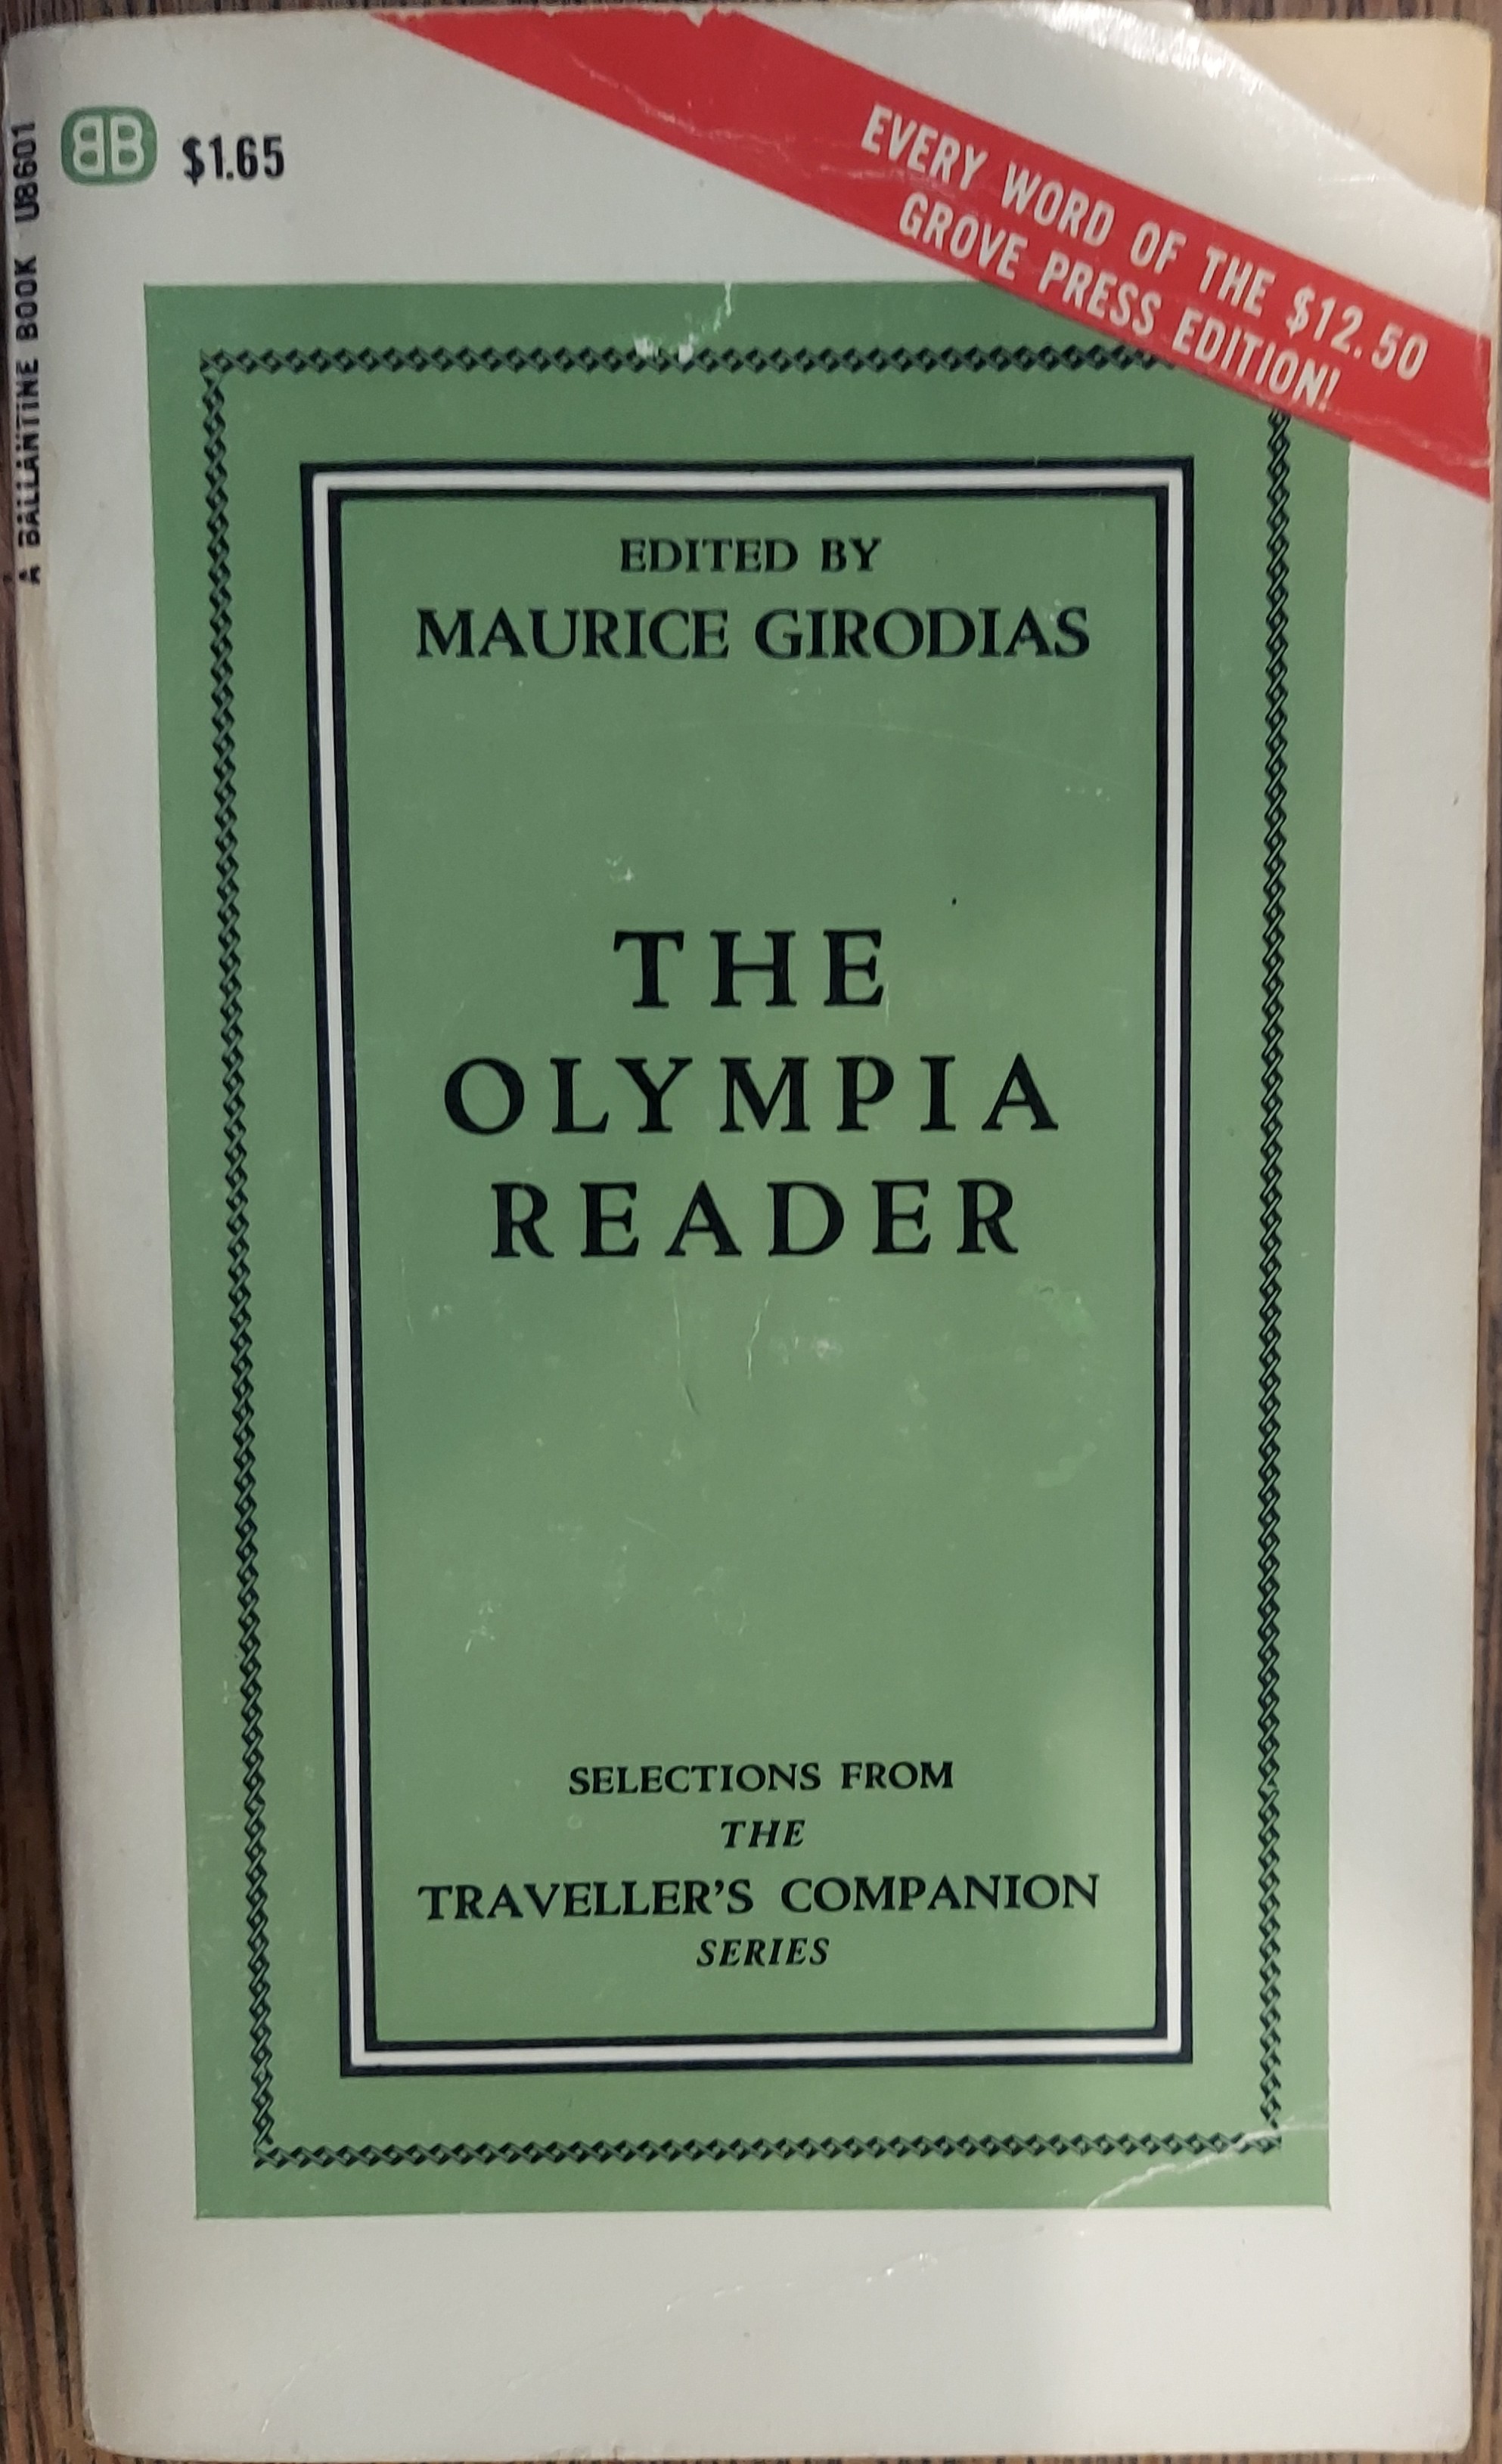 A BALLANTINE BOOK U8601
BB
$1.65
EVERY WORD OF THE $12.50
GROVE PRESS EDITION!
EDITED BY
MAURICE GIRODIAS
THE
OLYMPIA
READER
SELECTIONS FROM
THE
TRAVELLER'S COMPANION
SERIES